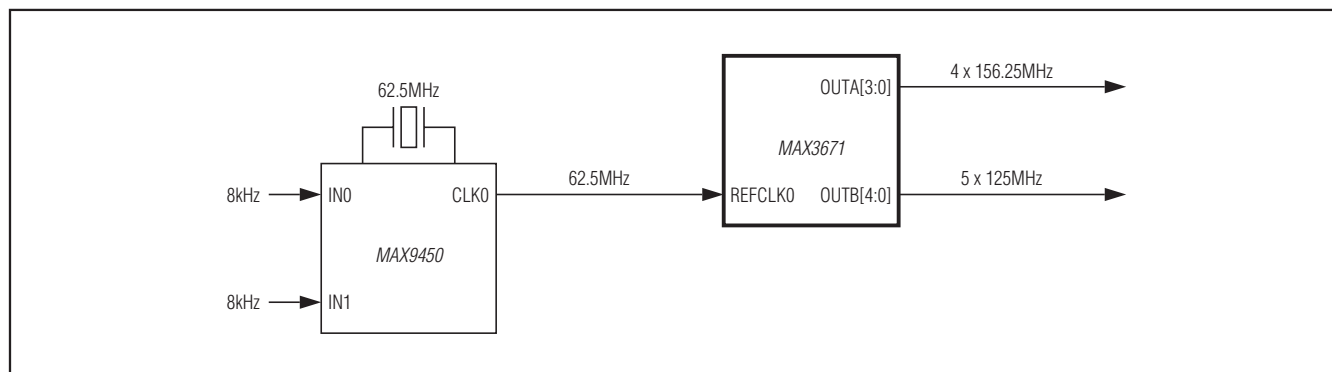 62.5MHz
8kHz
IN0
CLK0
MAX9450
8kHz
IN1
62.5MHz
OUTA[3:0]
4 x 156.25MHz
MAX3671
REFCLK0
OUTB[4:0]
5 x 125MHz